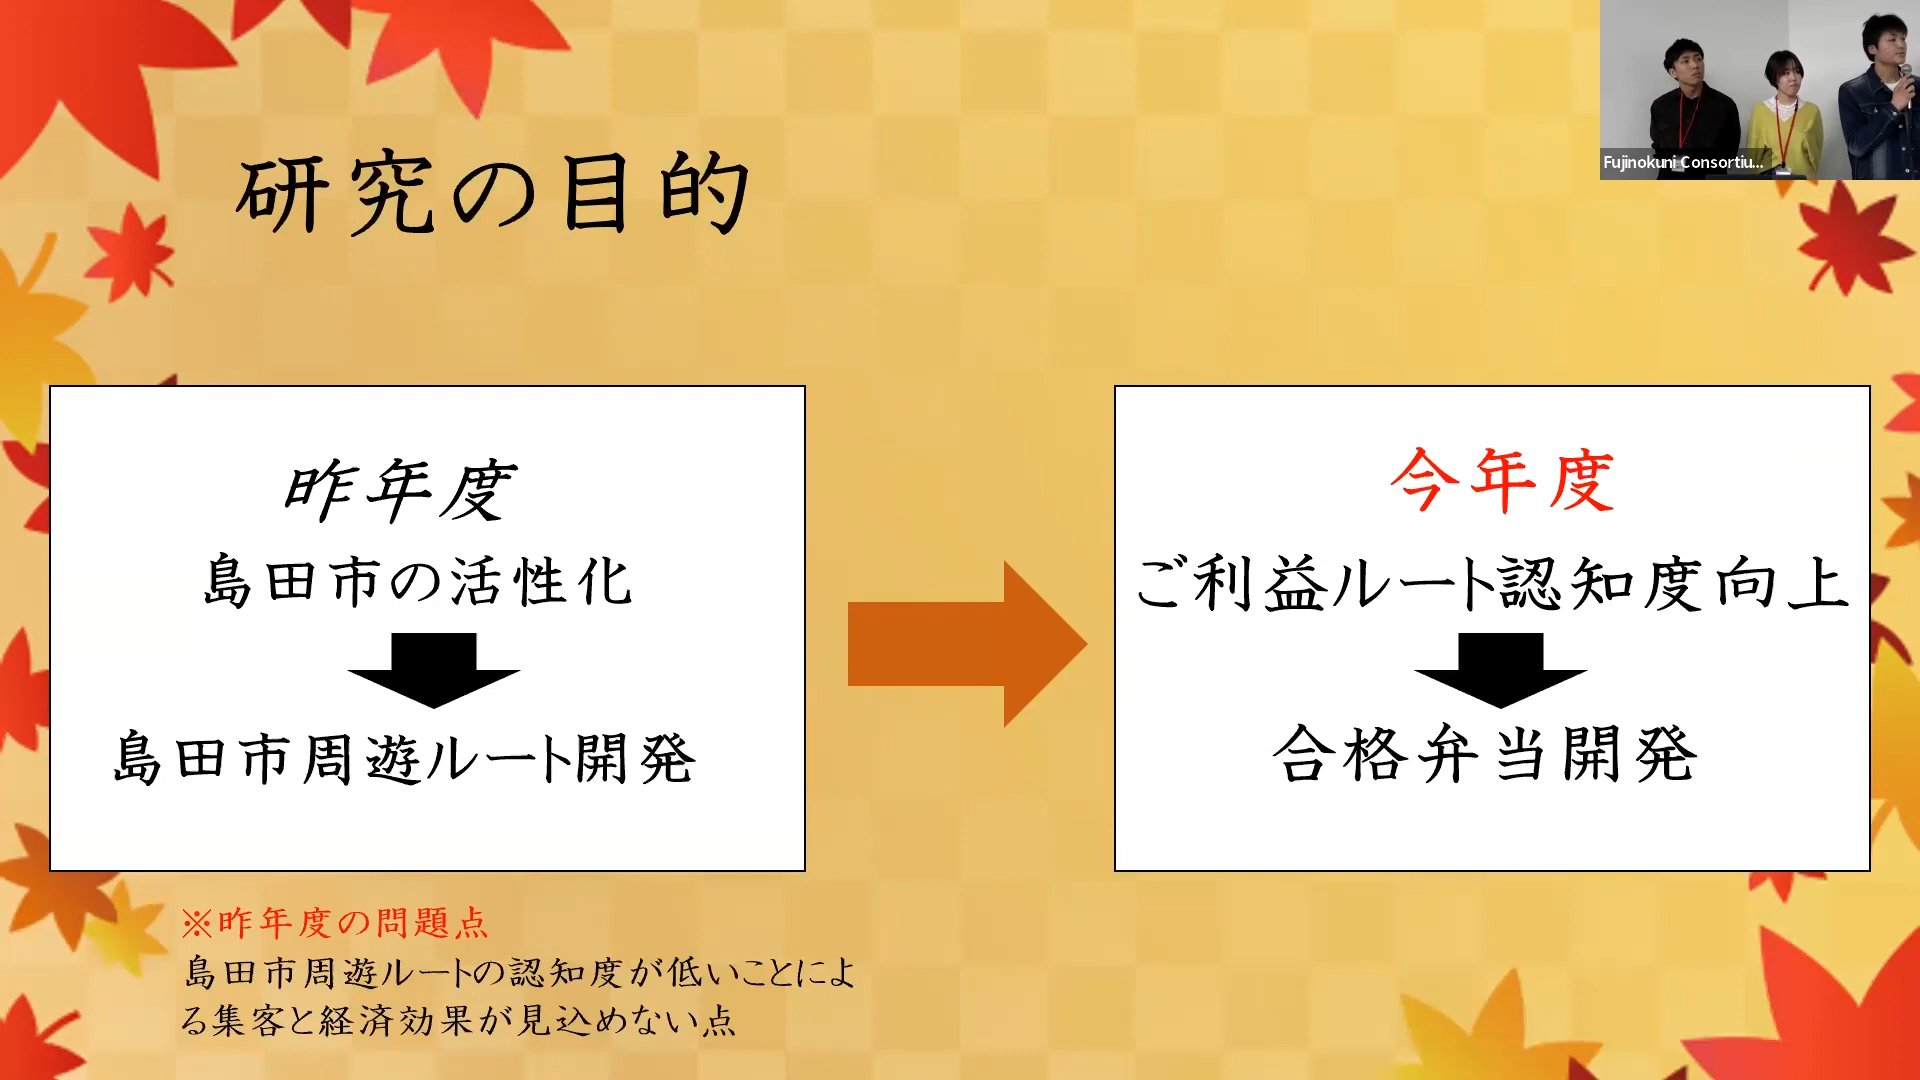 研究の目的
昨年度
島田市の活性化
島田市周遊ルート開発
今年度
ご利益ルート認知度向上
合格弁当開発
※昨年度の問題点
島田市周遊ルートの認知度が低いことによ
る集客と経済効果が見込めない点
Fujinokuni Consortiu...